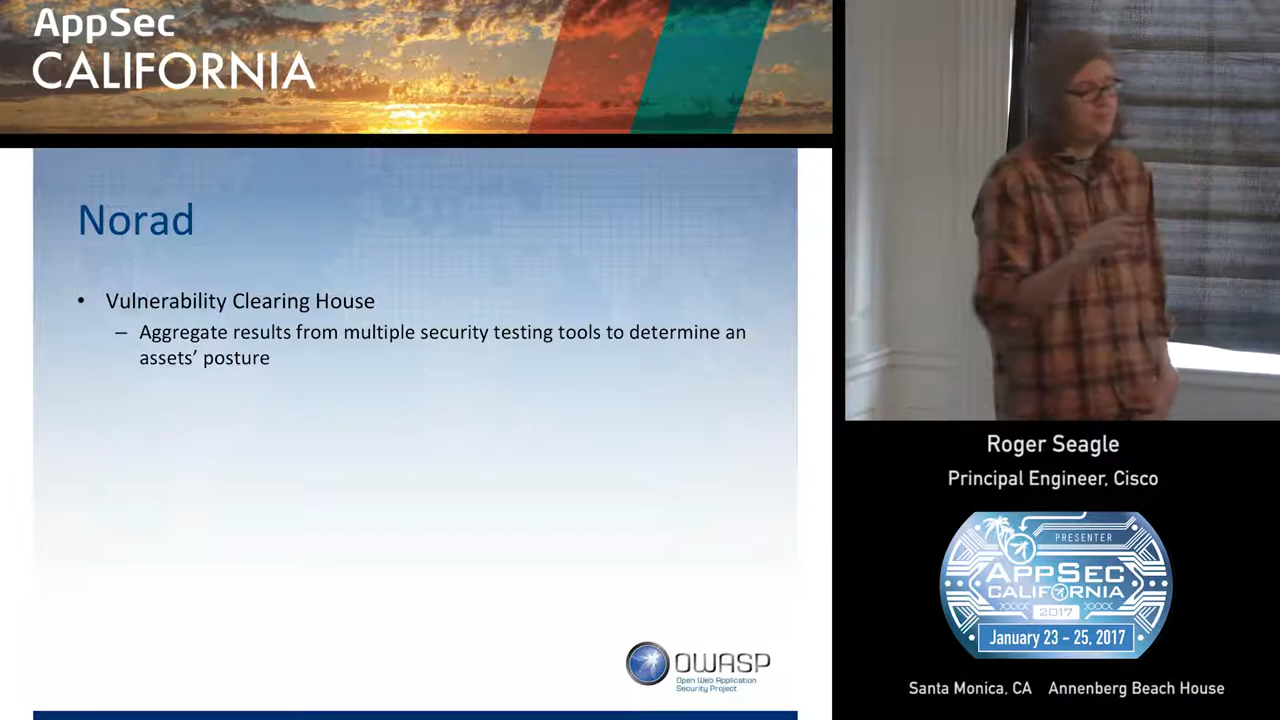 AppSec
CALIFORNIA
Norad
• Vulnerability Clearing House
– Aggregate results from multiple security testing tools to determine an
assets’ posture
OWASP
Open Web Application
Security Project
Roger Seagle
Principal Engineer, Cisco
PRESENTER
APPSEC
CALIFORNIA
XXXX 2017 XXXX
January 23 - 25, 2017
Santa Monica, CA Annenberg Beach House